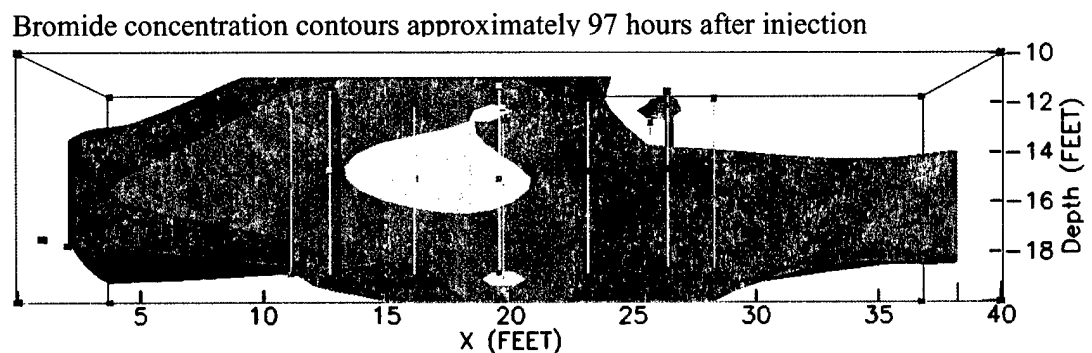 Bromide concentration contours approximately 97 hours after injection
-10
-12
-14
-16
-18
Depth (FEET)
5 10 15 20 25 30 35 40
X (FEET)